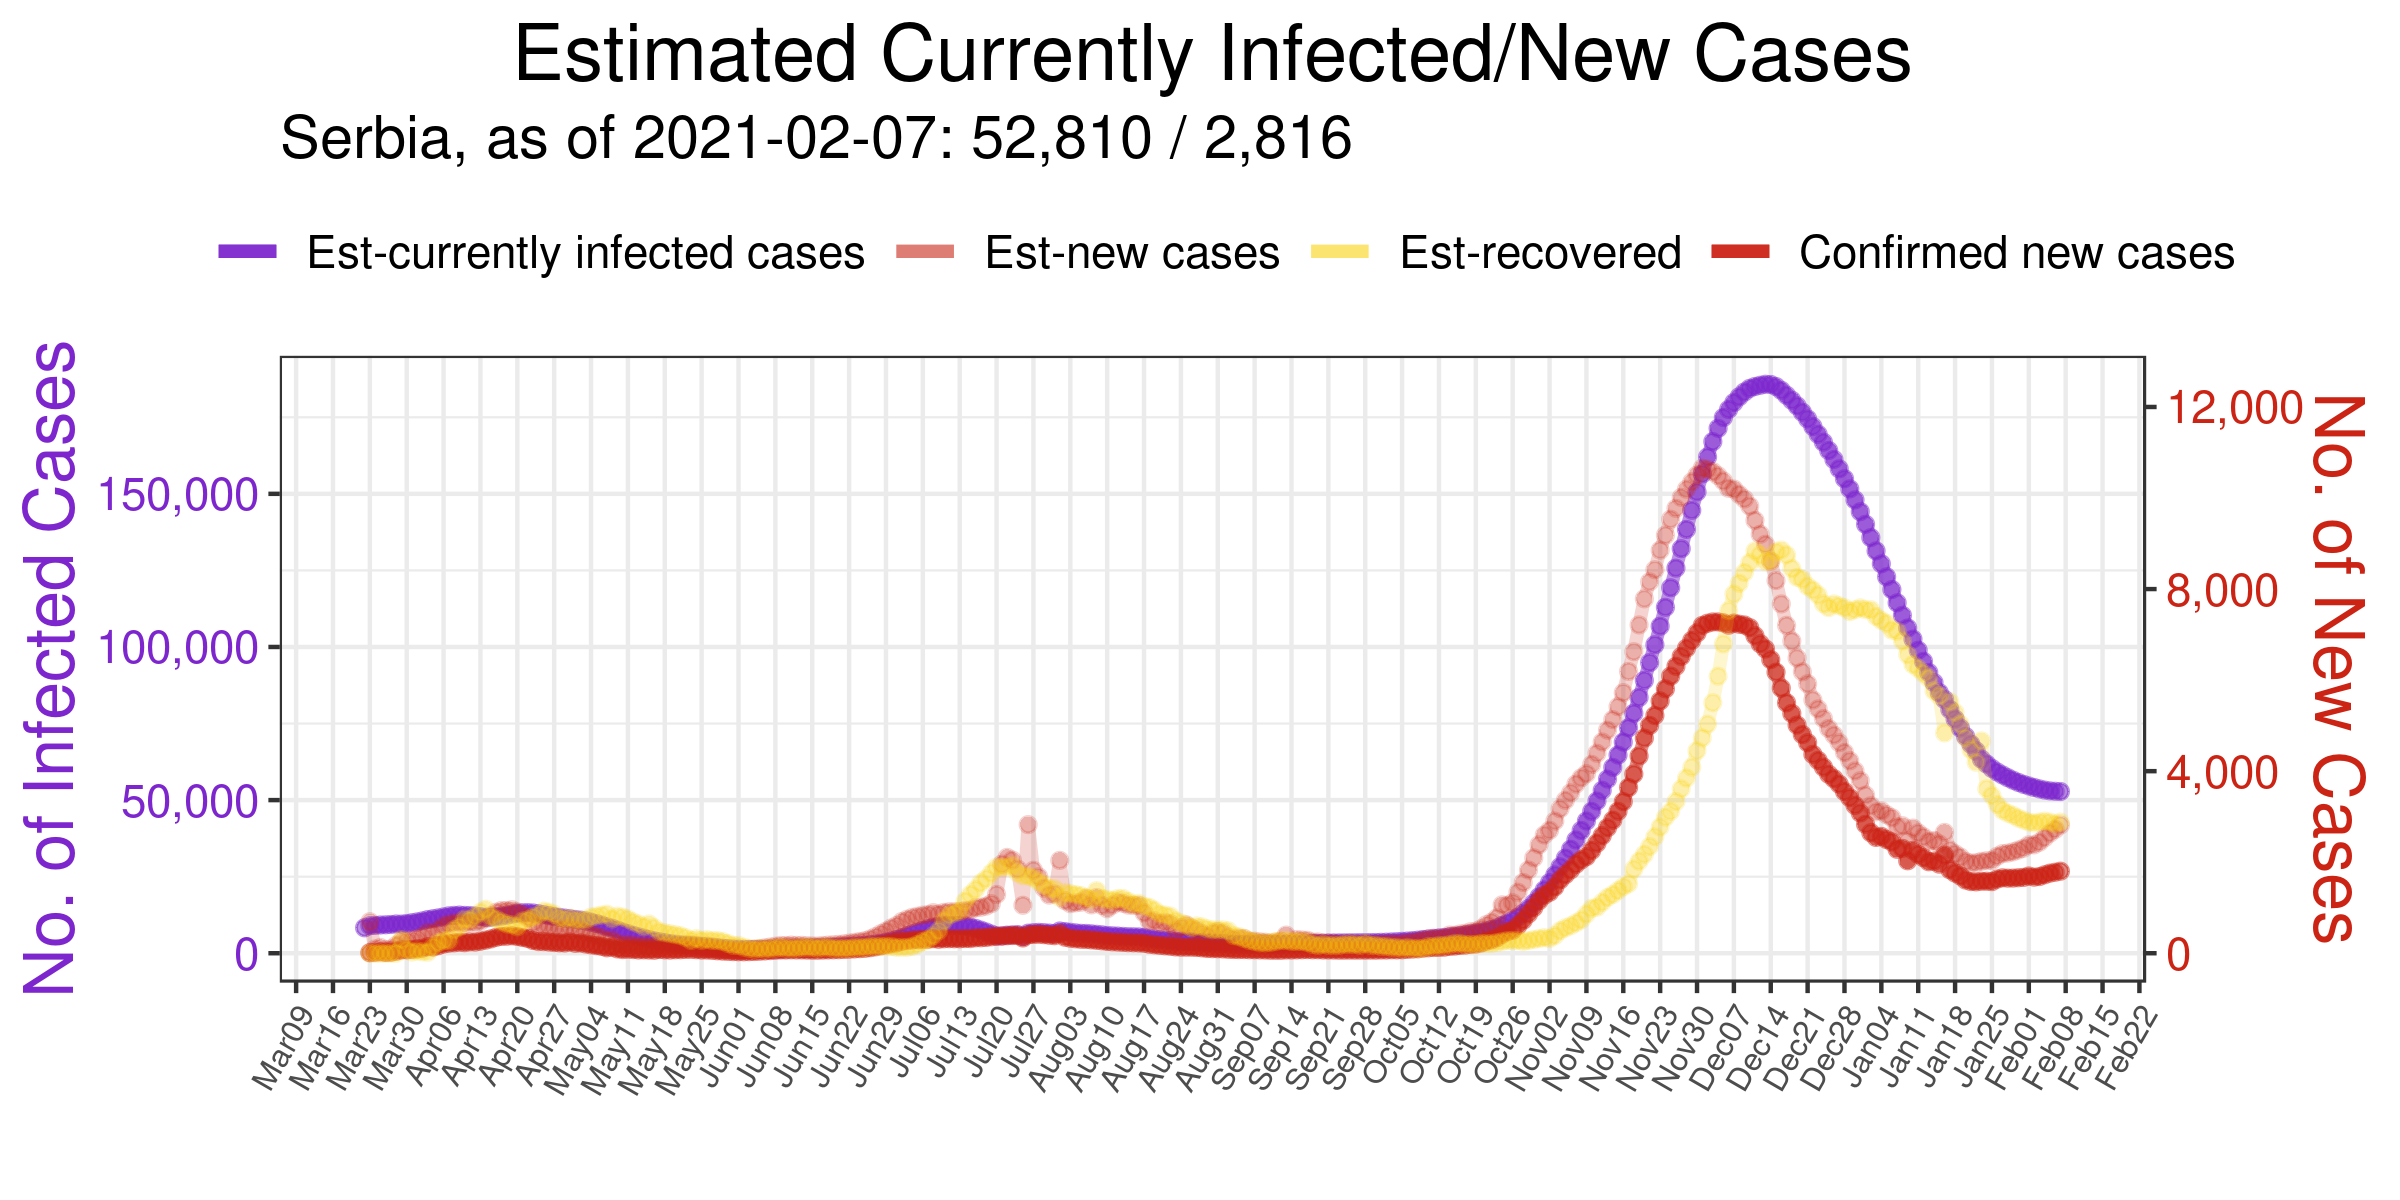 Estimated Currently Infected/New Cases
Serbia, as of 2021-02-07: 52,810 / 2,816
Est-currently infected cases Est-new cases Est-recovered Confirmed new cases
No. of Infected Cases
150,000
100,000
50,000
0
12,000
8,000
4,000
0
No. of New Cases
Mar09 Mar16 Mar23 Mar30 Apr06 Apr13 Apr20 Apr27 May04 May11 May18 May25 Jun01 Jun08 Jun15 Jun22 Jun29 Jul06 Jul13 Jul20 Jul27 Aug03 Aug10 Aug17 Aug24 Aug31 Sep07 Sep14 Sep21 Sep28 Oct05 Oct12 Oct19 Oct26 Nov02 Nov09 Nov16 Nov23 Nov30 Dec07 Dec14 Dec21 Dec28 Jan04 Jan11 Jan18 Jan25 Feb01 Feb08 Feb15 Feb22